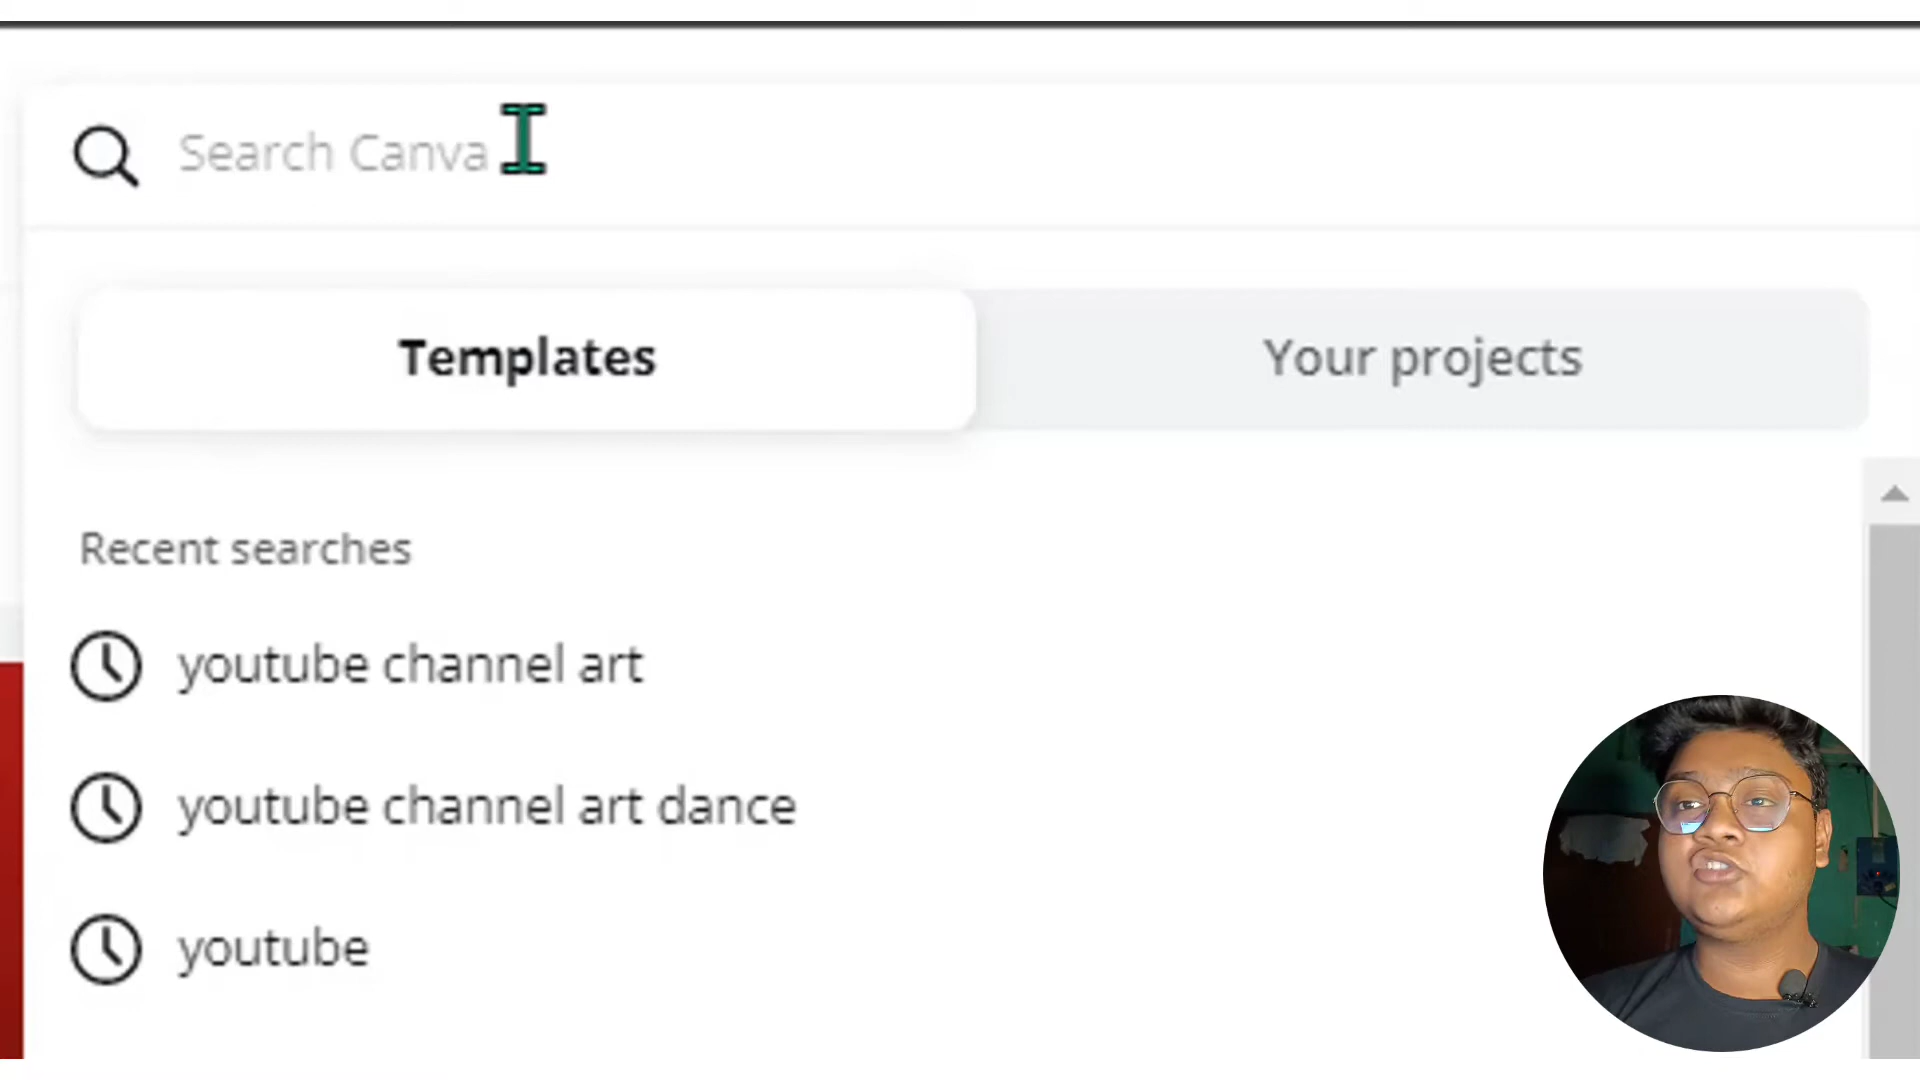 Search Canva
Templates
Your projects
Recent searches
youtube channel art
youtube channel art dance
youtube